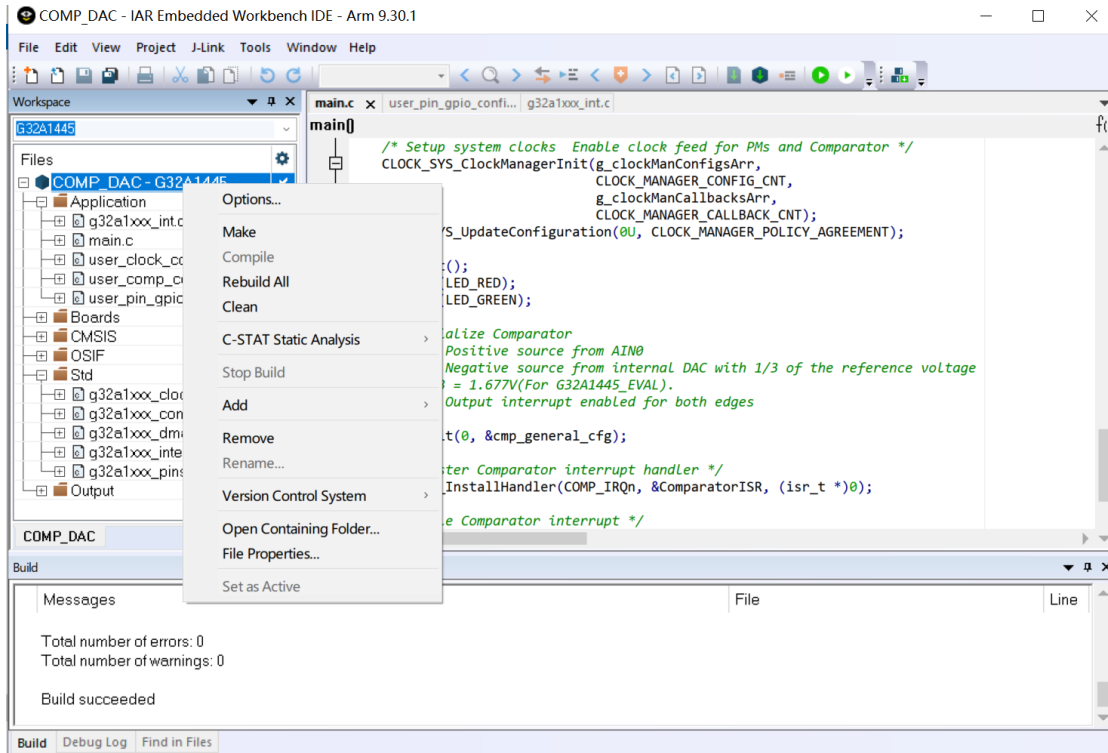 COMP_DAC - IAR Embedded Workbench IDE - Arm 9.30.1
File Edit View Project J-Link Tools Window Help
Workspace
G32A1445
Files
COMP_DAC - G32A1445
Application
g32a1xxx_int.c
main.c
user_clock_co
user_comp_c
user_pin_gpic
Boards
CMSIS
OSIF
Std
g32a1xxx_cloc
g32a1xxx_con
g32a1xxx_dma
g32a1xxx_inte
g32a1xxx_pins
Output
COMP_DAC
Options...
Make
Compile
Rebuild All
Clean
C-STAT Static Analysis
Stop Build
Add
Remove
Rename...
Version Control System
Open Containing Folder...
File Properties...
Set as Active
main.c user_pin_gpio_confi... g32a1xxx_int.c
main()
/* Setup system clocks Enable clock feed for PMs and Comparator */
CLOCK_SYS_ClockManagerInit(g_clockManConfigsArr,
CLOCK_MANAGER_CONFIG_CNT,
g_clockManCallbacksArr,
CLOCK_MANAGER_CALLBACK_CNT);
S_UpdateConfiguration(0U, CLOCK_MANAGER_POLICY_AGREEMENT);
();
(LED_RED);
(LED_GREEN);
alize Comparator
Positive source from AIN0
Negative source from internal DAC with 1/3 of the reference voltage
= 1.677V(For G32A1445_EVAL).
Output interrupt enabled for both edges
t(0, &cmp_general_cfg);
ster Comparator interrupt handler */
_InstallHandler(COMP_IRQn, &ComparatorISR, (isr_t *)0);
e Comparator interrupt */
Build
Messages File Line
Total number of errors: 0
Total number of warnings: 0
Build succeeded
Build Debug Log Find in Files